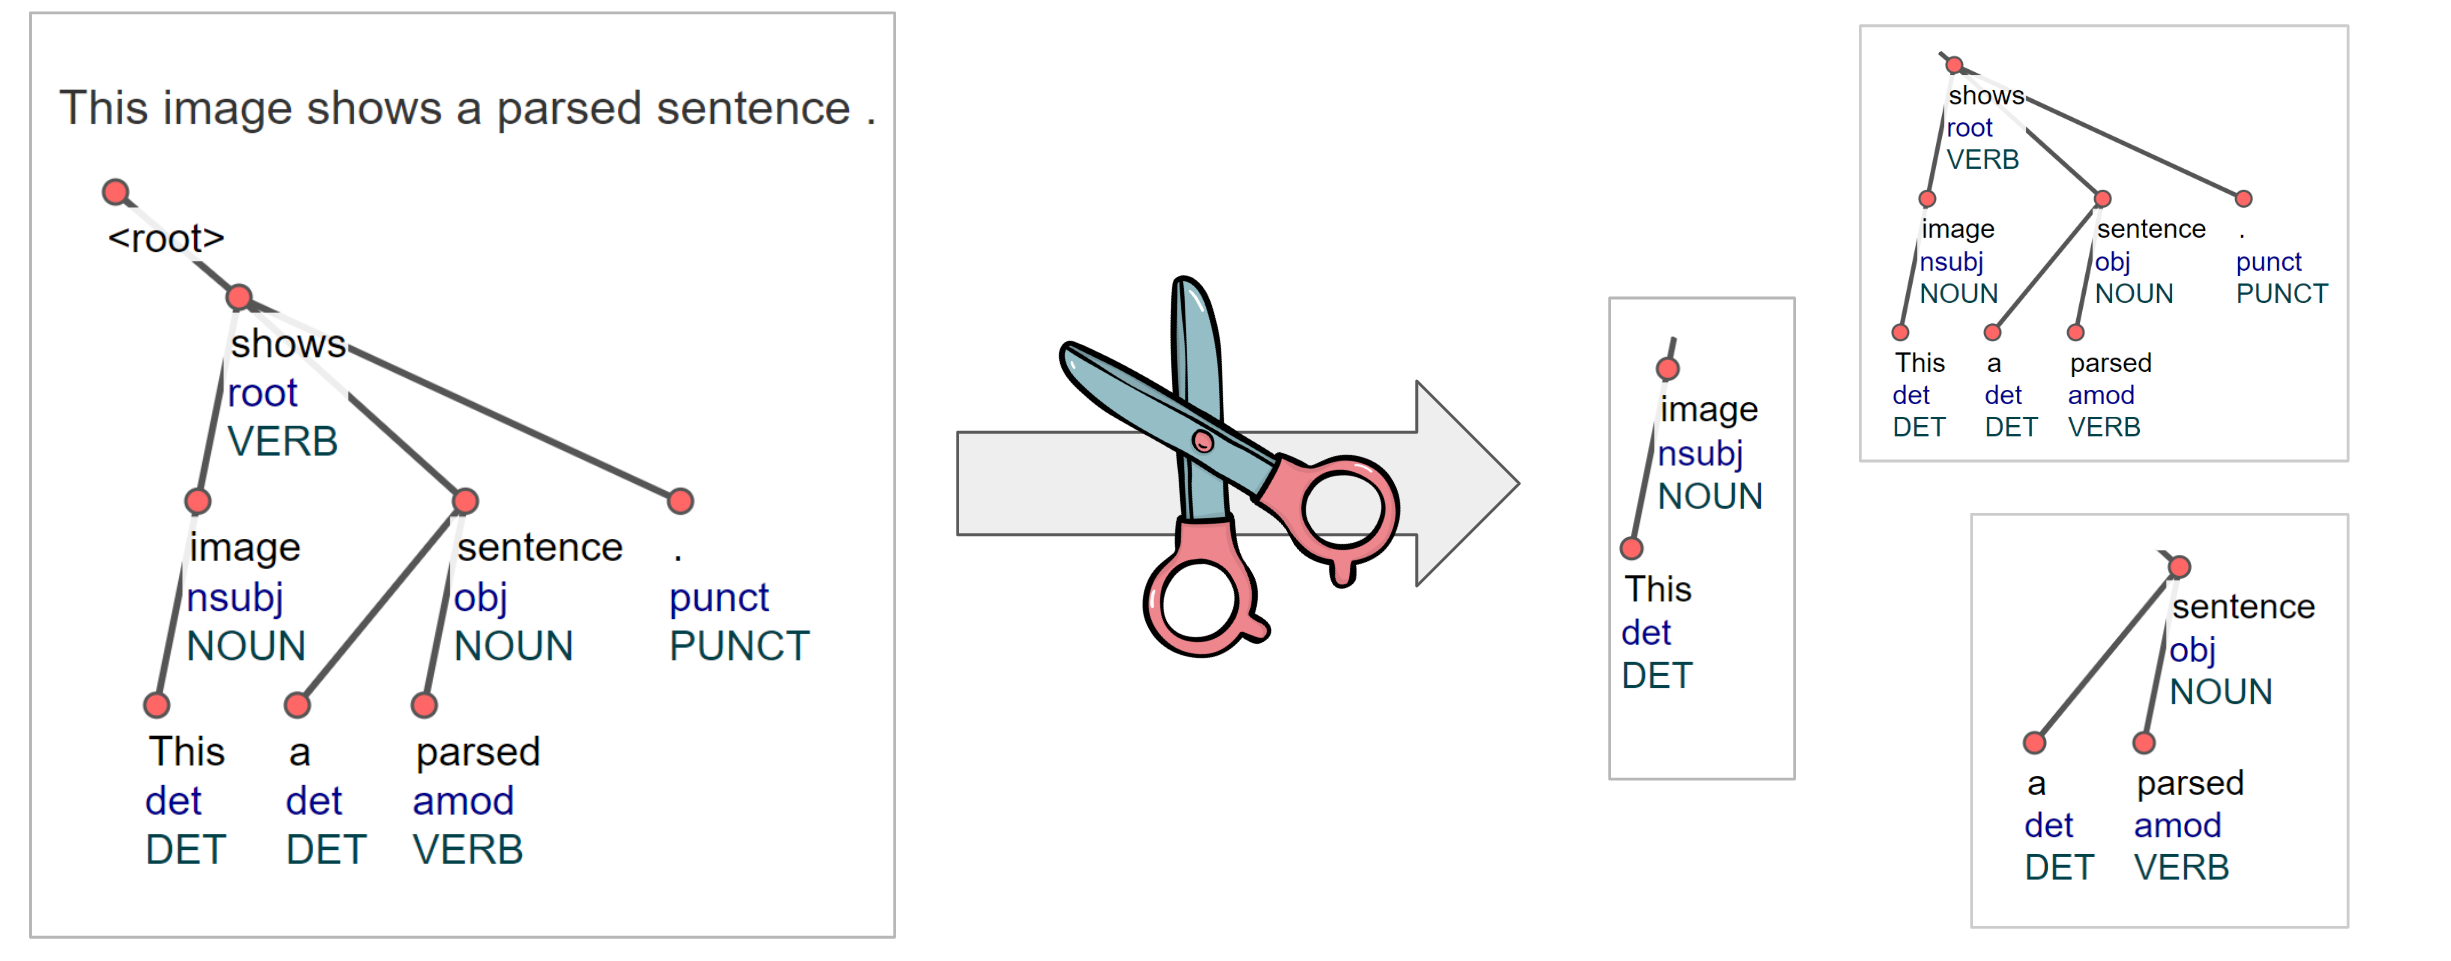 This image shows a parsed sentence .
<root>
shows
root
VERB
image
nsubj
NOUN
sentence
obj
NOUN
.
punct
PUNCT
This
det
DET
a
det
DET
parsed
amod
VERB
image
nsubj
NOUN
This
det
DET
shows
root
VERB
image
nsubj
NOUN
sentence
obj
NOUN
.
punct
PUNCT
This
det
DET
a
det
DET
parsed
amod
VERB
sentence
obj
NOUN
a
det
DET
parsed
amod
VERB